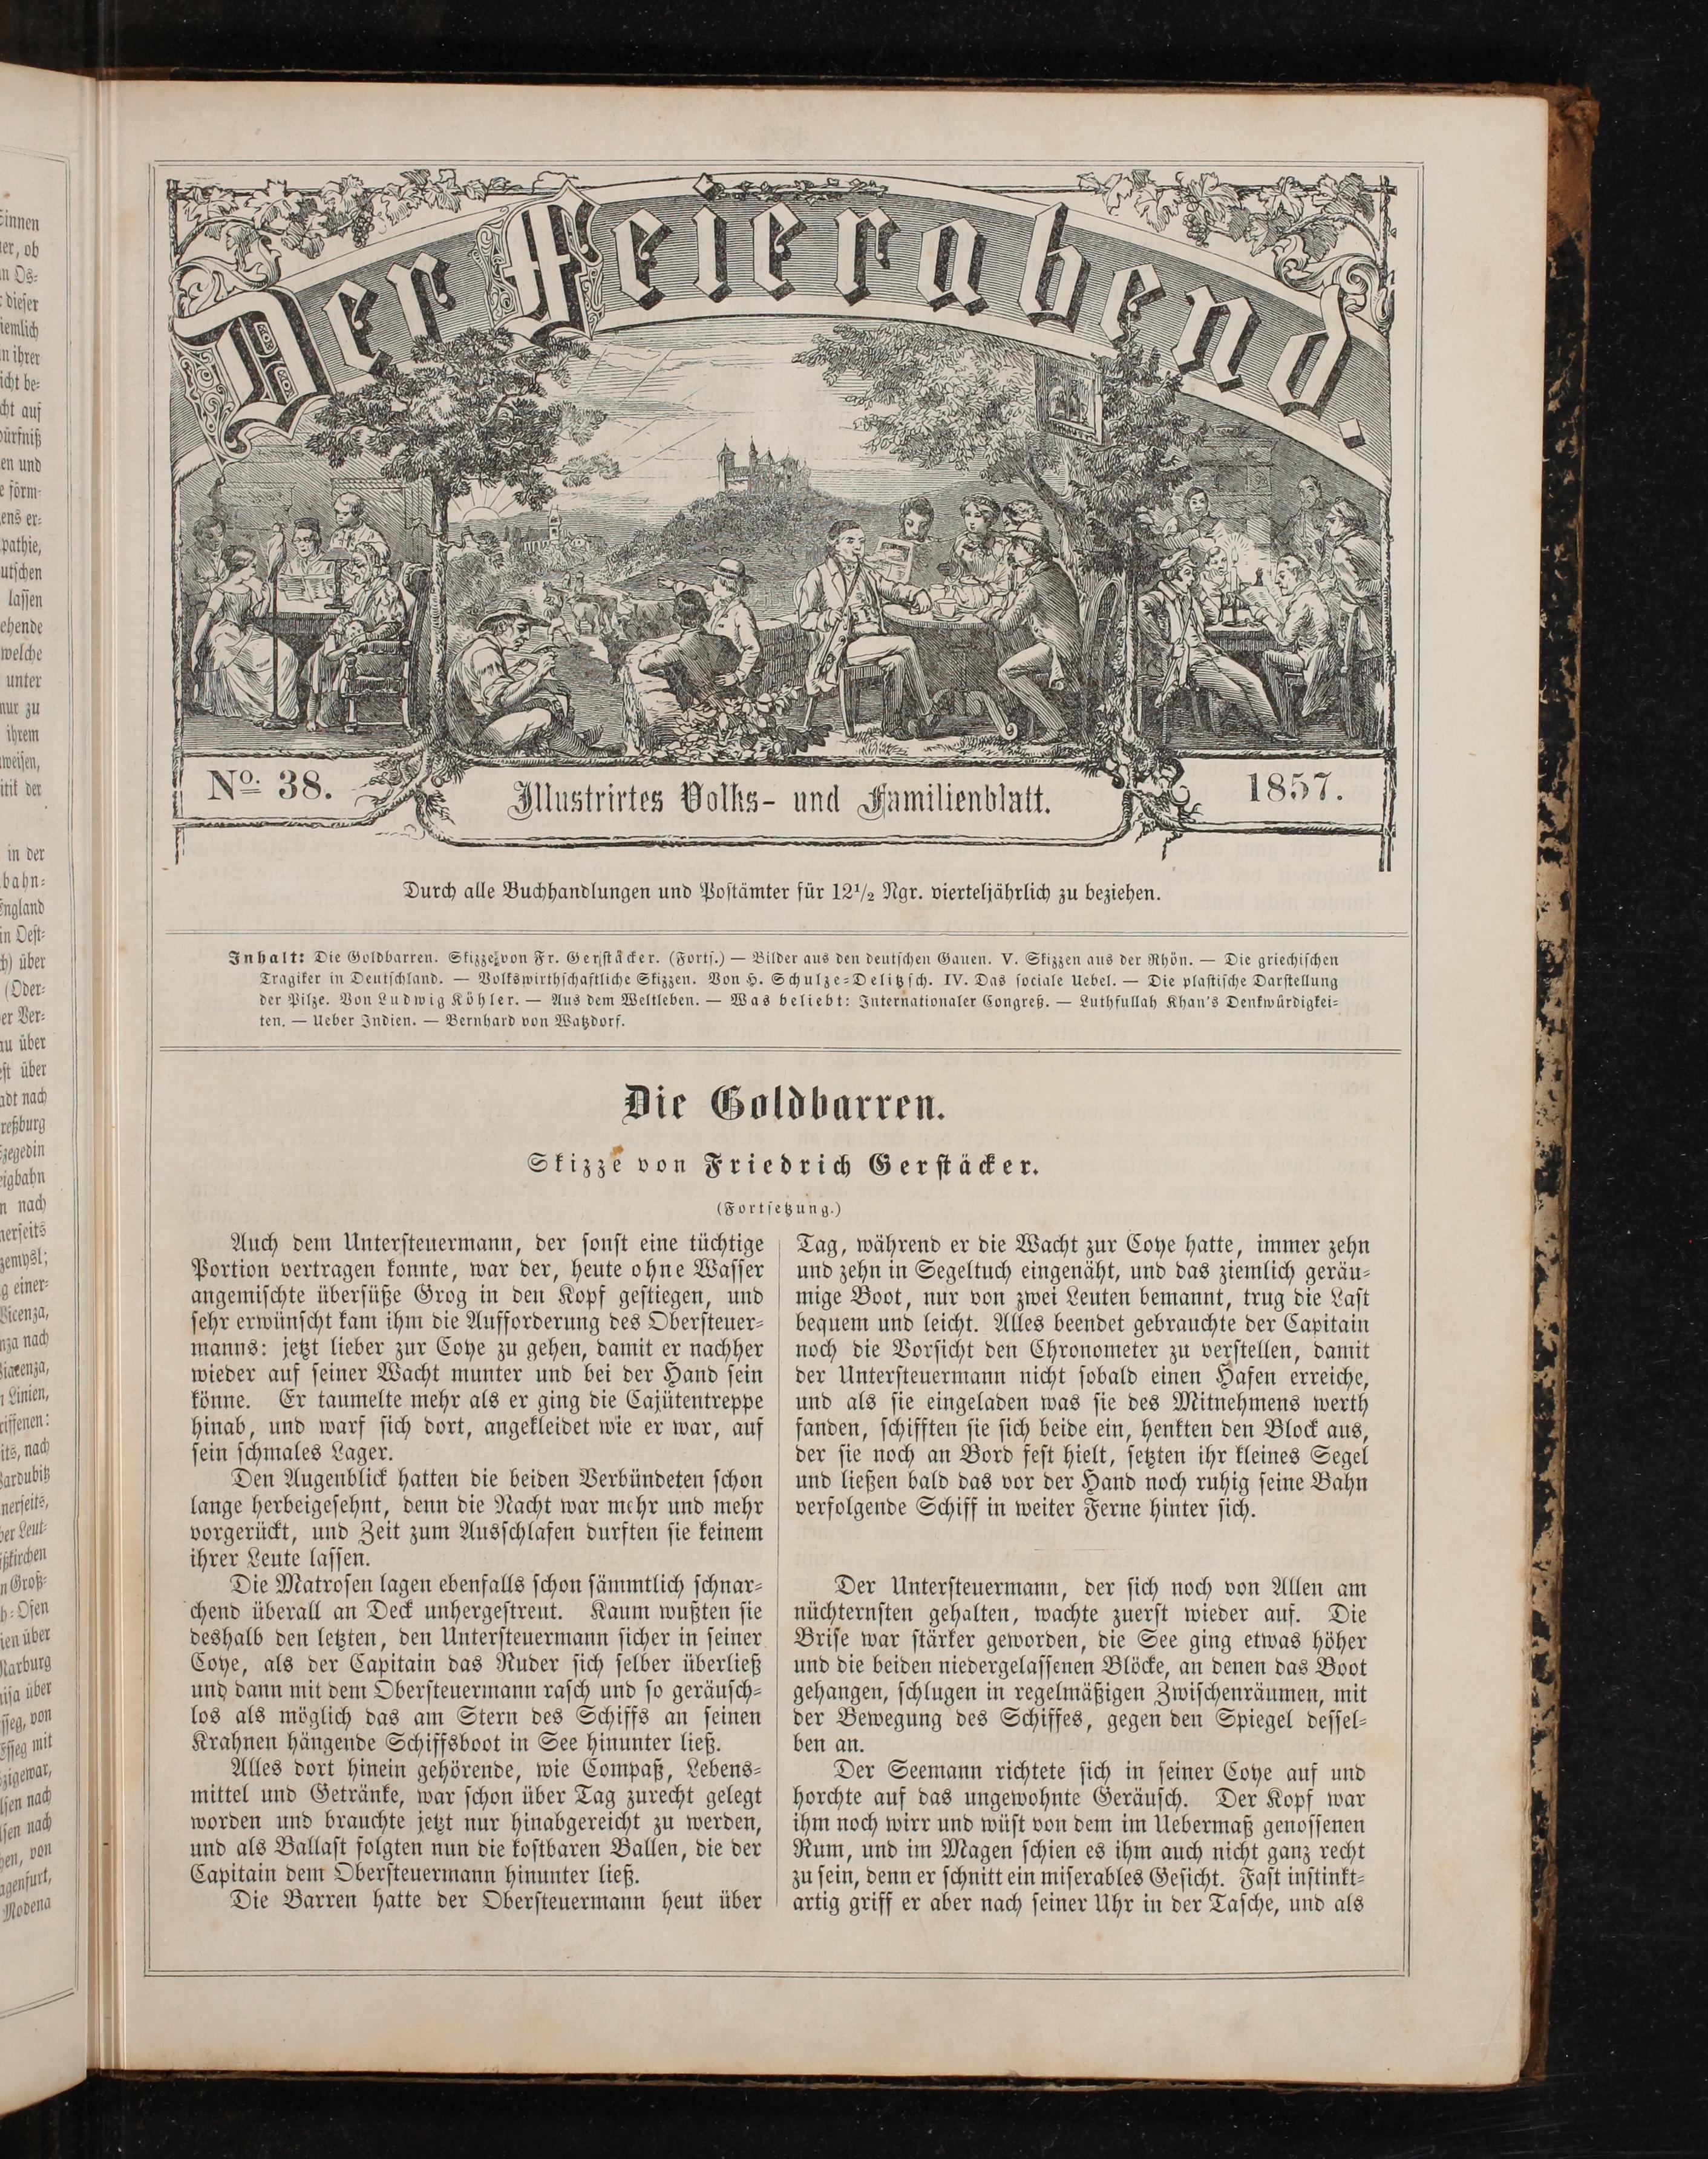 Der Feierabend.
No. 38.
Illustrirtes Volks- und Familienblatt.
1857.
Durch alle Buchhandlungen und Postämter für 12½ Ngr. vierteljährlich zu beziehen.
Inhalt: Die Goldbarren. Skizze von Fr. Gerstäcker. (Forts.) — Bilder aus den deutschen Gauen. V. Skizzen aus der Rhön. — Die griechischen
Tragiker in Deutschland. — Volkswirthschaftliche Skizzen. Von H. Schulze-Delitzsch. IV. Das sociale Uebel. — Die plastische Darstellung
der Pilze. Von Ludwig Köhler. — Aus dem Weltleben. — Was beliebt: Internationaler Congreß. — Luthfullah Khan's Denkwürdigkei-
ten. — Ueber Indien. — Bernhard von Watzdorf.
Die Goldbarren.
Skizze von Friedrich Gerstäcker.
(Fortsetzung.)
Auch dem Untersteuermann, der sonst eine tüchtige
Portion vertragen konnte, war der, heute ohne Wasser
angemischte übersüße Grog in den Kopf gestiegen, und
sehr erwünscht kam ihm die Aufforderung des Obersteuer-
manns: jetzt lieber zur Coye zu gehen, damit er nachher
wieder auf seiner Wacht munter und bei der Hand sein
könne. Er taumelte mehr als er ging die Cajütentreppe
hinab, und warf sich dort, angekleidet wie er war, auf
sein schmales Lager.
Den Augenblick hatten die beiden Verbündeten schon
lange herbeigesehnt, denn die Nacht war mehr und mehr
vorgerückt, und Zeit zum Ausschlafen durften sie keinem
ihrer Leute lassen.
Die Matrosen lagen ebenfalls schon sämmtlich schnar-
chend überall an Deck unhergestreut. Kaum wußten sie
deshalb den letzten, den Untersteuermann sicher in seiner
Coye, als der Capitain das Ruder sich selber überließ
und dann mit dem Obersteuermann rasch und so geräusch-
los als möglich das am Stern des Schiffs an seinen
Krahnen hängende Schiffsboot in See hinunter ließ.
Alles dort hinein gehörende, wie Compaß, Lebens-
mittel und Getränke, war schon über Tag zurecht gelegt
worden und brauchte jetzt nur hinabgereicht zu werden,
und als Ballast folgten nun die kostbaren Ballen, die der
Capitain dem Obersteuermann hinunter ließ.
Die Barren hatte der Obersteuermann heut über
Tag, während er die Wacht zur Coye hatte, immer zehn
und zehn in Segeltuch eingenäht, und das ziemlich geräu-
mige Boot, nur von zwei Leuten bemannt, trug die Last
bequem und leicht. Alles beendet gebrauchte der Capitain
noch die Vorsicht den Chronometer zu verstellen, damit
der Untersteuermann nicht sobald einen Hafen erreiche,
und als sie eingeladen was sie des Mitnehmens werth
fanden, schifften sie sich beide ein, henkten den Block aus,
der sie noch an Bord fest hielt, setzten ihr kleines Segel
und ließen bald das vor der Hand noch ruhig seine Bahn
verfolgende Schiff in weiter Ferne hinter sich.
Der Untersteuermann, der sich noch von Allen am
nüchternsten gehalten, wachte zuerst wieder auf. Die
Brise war stärker geworden, die See ging etwas höher
und die beiden niedergelassenen Blöcke, an denen das Boot
gehangen, schlugen in regelmäßigen Zwischenräumen, mit
der Bewegung des Schiffes, gegen den Spiegel dessel-
ben an.
Der Seemann richtete sich in seiner Coye auf und
horchte auf das ungewohnte Geräusch. Der Kopf war
ihm noch wirr und wüst von dem im Uebermaß genossenen
Rum, und im Magen schien es ihm auch nicht ganz recht
zu sein, denn er schnitt ein miserables Gesicht. Fast instinkt-
artig griff er aber nach seiner Uhr in der Tasche, und als